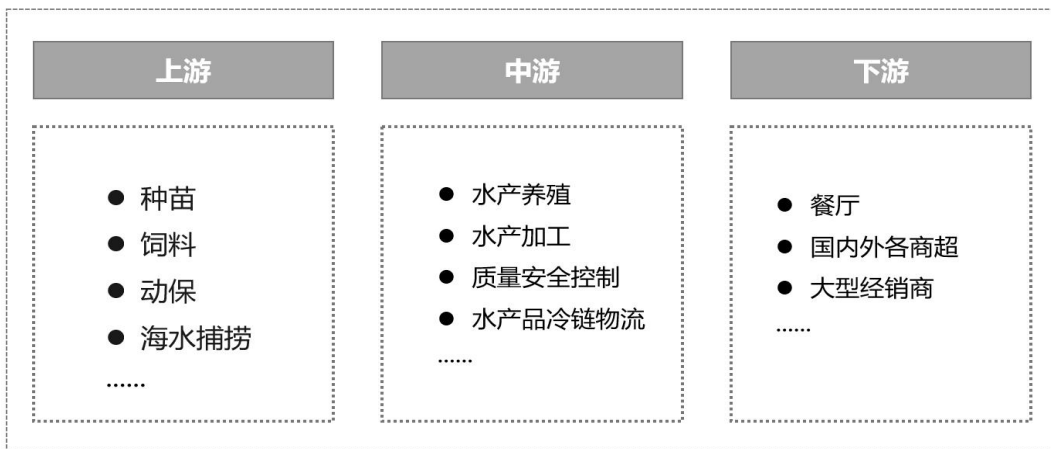 上游
● 种苗
● 饲料
● 动保
● 海水捕捞
......
中游
● 水产养殖
● 水产加工
● 质量安全控制
● 水产品冷链物流
......
下游
● 餐厅
● 国内外各商超
● 大型经销商
......